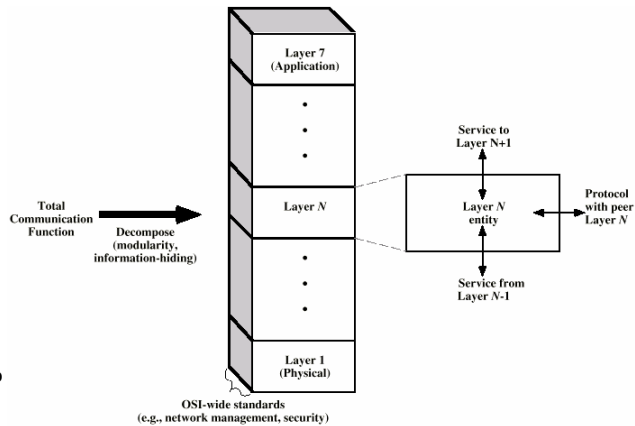 Layer 7
(Application)
Service to
Layer N+1
Total
Communication
Function
Decompose
(modularity,
information-hiding)
Layer N
Layer N
entity
Protocol
with peer
Layer N
Service from
Layer N-1
Layer 1
(Physical)
OSI-wide standards
(e.g., network management, security)